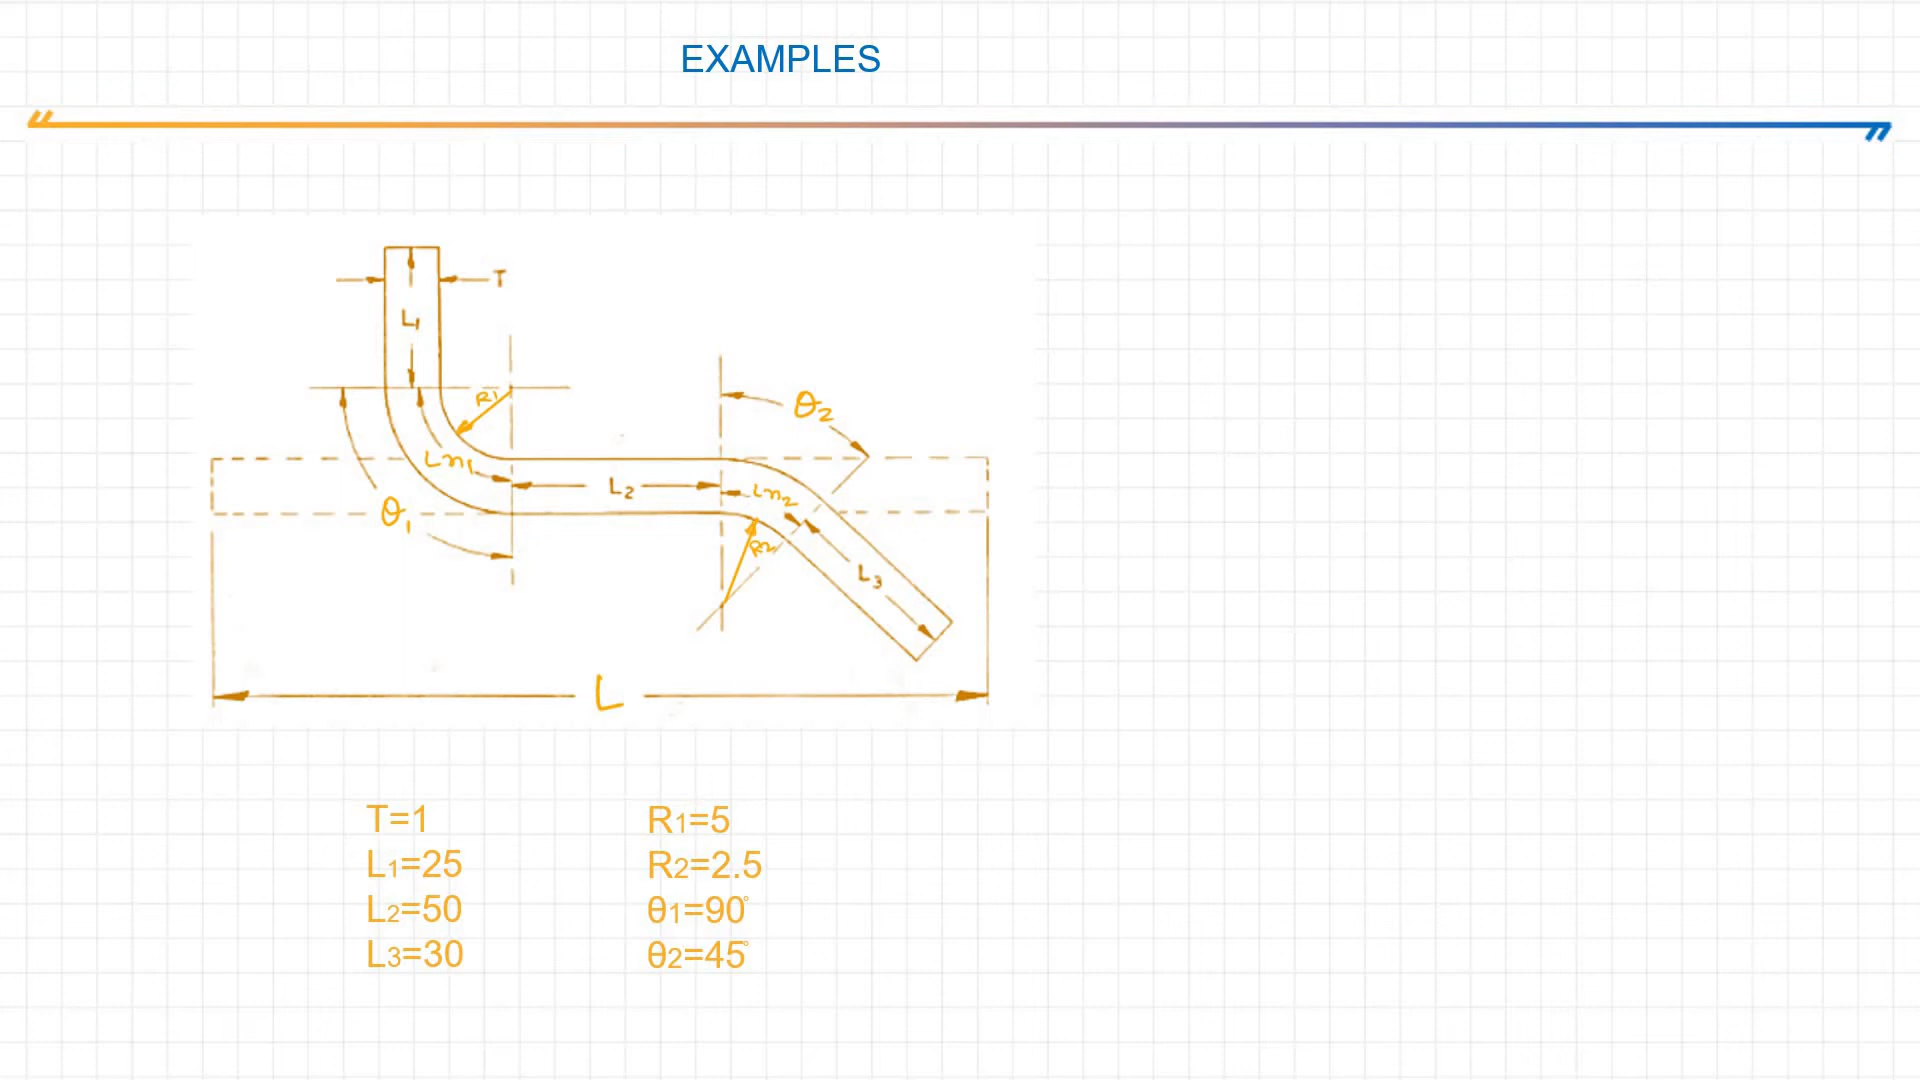 EXAMPLES
T
L1
R1
θ2
Ln1
L2
Ln2
θ1
R2
L3
L
T=1
R1=5
L1=25
R2=2.5
L2=50
θ1=90°
L3=30
θ2=45°